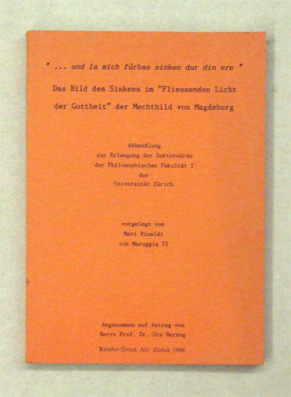 " ... und la mich fürbas sinken dur din ere "
Das Bild des Sinkens im "Fliessenden Licht
der Gottheit" der Mechthild von Magdeburg
Abhandlung
zur Erlangung der Doktorwürde
der Philosophischen Fakultät I
der
Universität Zürich
vorgelegt von
Mavi Rinaldi
von Maroggia TI
Angenommen auf Antrag von
Herrn Prof. Dr. Urs Herzog
AG Zürich 1986